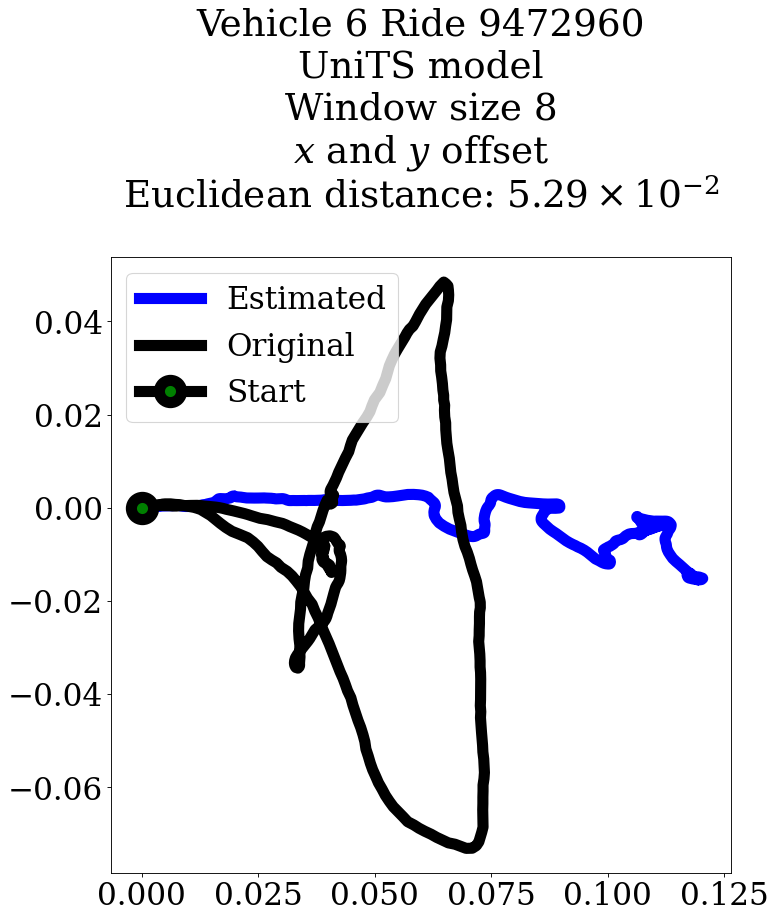 Vehicle 6 Ride 9472960
UniTS model
Window size 8
x and y offset
Euclidean distance: 5.29 × 10⁻²
Estimated
Original
Start
0.04
0.02
0.00
−0.02
−0.04
−0.06
0.000 0.025 0.050 0.075 0.100 0.125